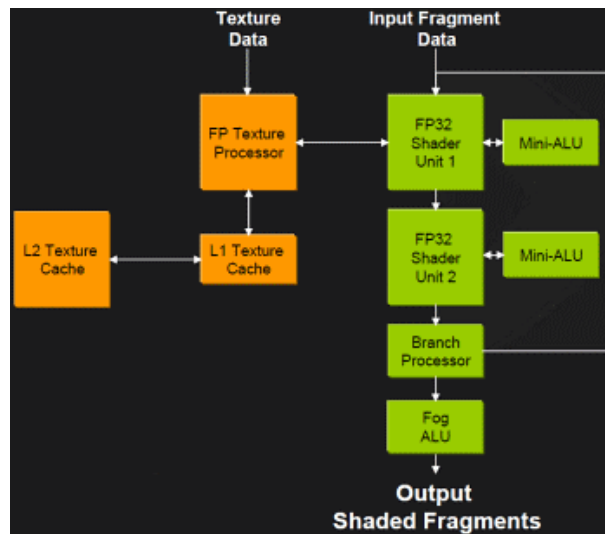 Texture
Data
Input Fragment
Data
FP Texture
Processor
FP32
Shader
Unit 1
Mini-ALU
L2 Texture
Cache
L1 Texture
Cache
FP32
Shader
Unit 2
Mini-ALU
Branch
Processor
Fog
ALU
Output
Shaded Fragments